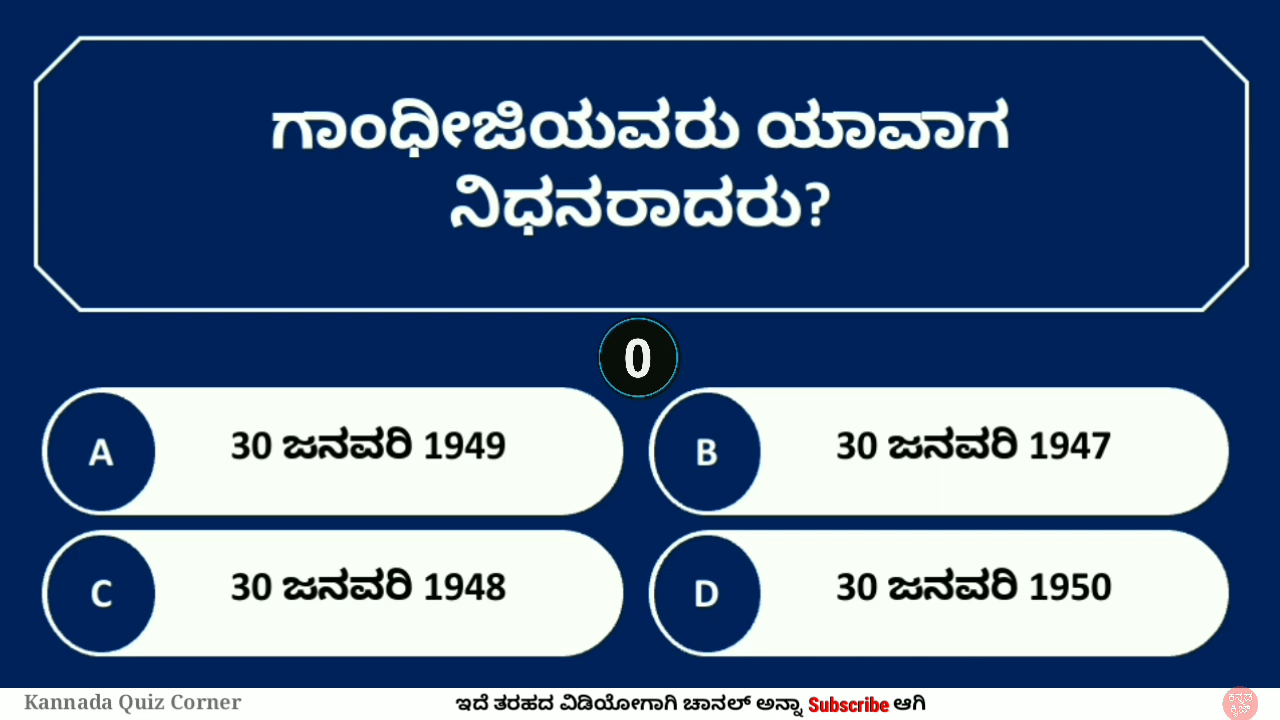 ಗಾಂಧೀಜಿಯವರು ಯಾವಾಗ
ನಿಧನರಾದರು?
0
A 30 ಜನವರಿ 1949
B 30 ಜನವರಿ 1947
C 30 ಜನವರಿ 1948
D 30 ಜನವರಿ 1950
Kannada Quiz Corner
ಇದೆ ತರಹದ ವಿಡಿಯೋಗಾಗಿ ಚಾನಲ್ ಅನ್ನಾ Subscribe ಆಗಿ